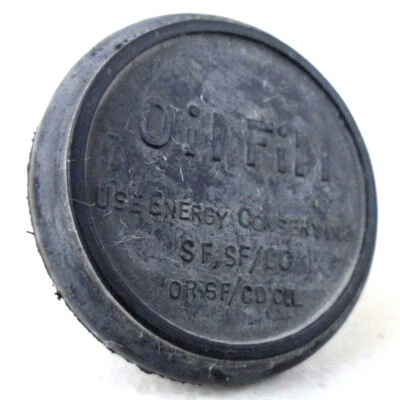 Oil Fill
USE ENERGY CONSERVING
SF, SF/CC
OR SF/CD OIL